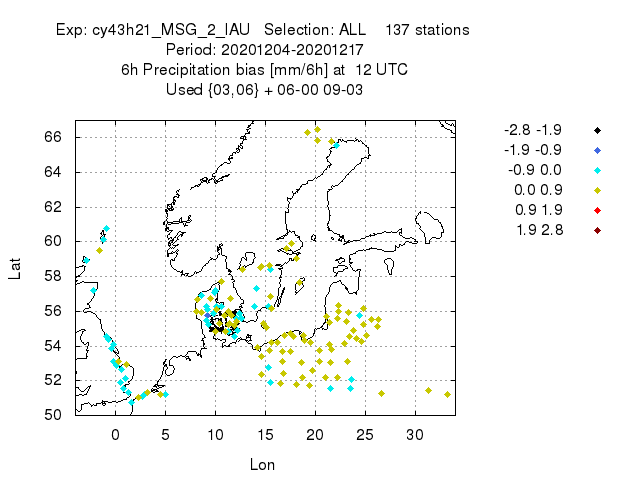 Exp: cy43h21_MSG_2_IAU   Selection: ALL    137 stations
Period: 20201204-20201217
6h Precipitation bias [mm/6h] at  12 UTC
Used {03,06} + 06-00 09-03
-2.8 -1.9
-1.9 -0.9
-0.9 0.0
0.0 0.9
0.9 1.9
1.9 2.8
66
64
62
60
58
56
54
52
50
Lat
0 5 10 15 20 25 30
Lon